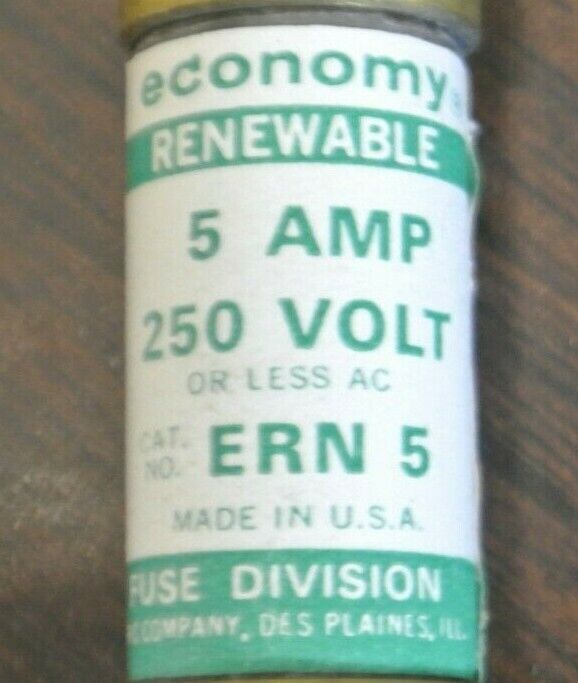 economy
RENEWABLE
5 AMP
250 VOLT
OR LESS AC
CAT. NO. ERN 5
MADE IN U.S.A.
FUSE DIVISION
COMPANY, DES PLAINES, ILL.